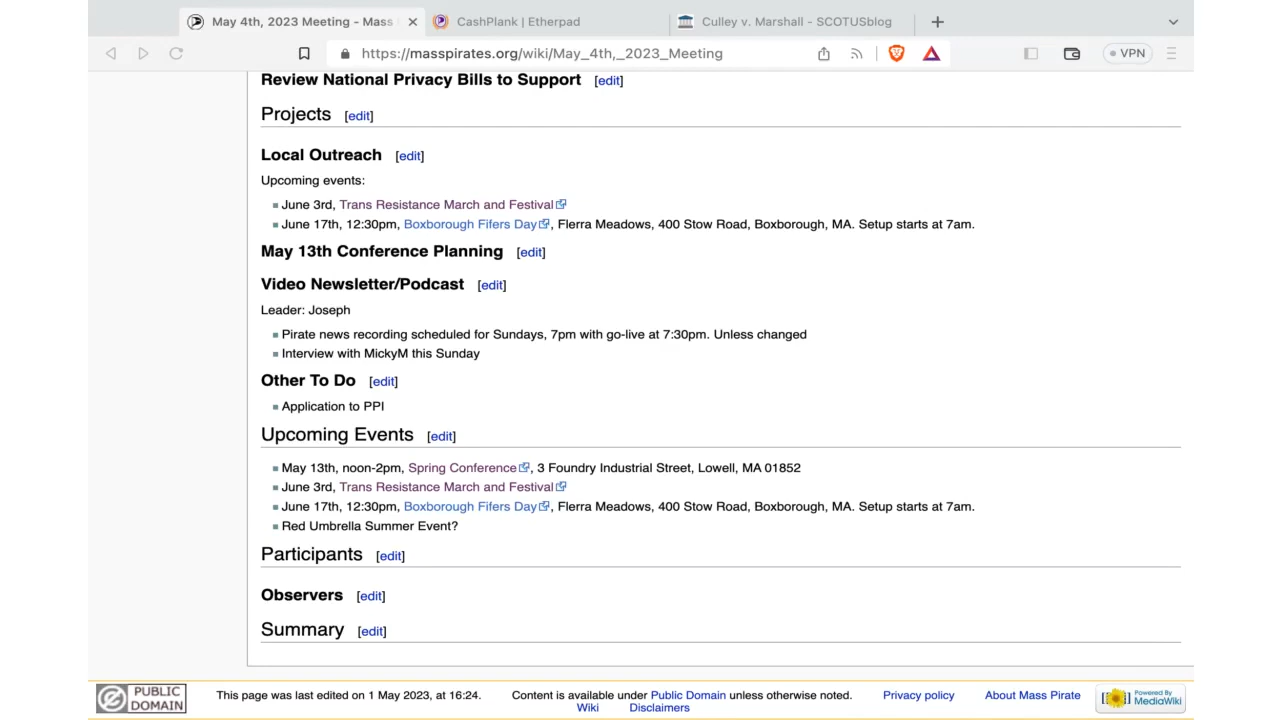 May 4th, 2023 Meeting - Mass
CashPlank | Etherpad
Culley v. Marshall - SCOTUSblog
https://masspirates.org/wiki/May_4th,_2023_Meeting
VPN
Review National Privacy Bills to Support [edit]
Projects [edit]
Local Outreach [edit]
Upcoming events:
June 3rd, Trans Resistance March and Festival
June 17th, 12:30pm, Boxborough Fifers Day, Flerra Meadows, 400 Stow Road, Boxborough, MA. Setup starts at 7am.
May 13th Conference Planning [edit]
Video Newsletter/Podcast [edit]
Leader: Joseph
Pirate news recording scheduled for Sundays, 7pm with go-live at 7:30pm. Unless changed
Interview with MickyM this Sunday
Other To Do [edit]
Application to PPI
Upcoming Events [edit]
May 13th, noon-2pm, Spring Conference, 3 Foundry Industrial Street, Lowell, MA 01852
June 3rd, Trans Resistance March and Festival
June 17th, 12:30pm, Boxborough Fifers Day, Flerra Meadows, 400 Stow Road, Boxborough, MA. Setup starts at 7am.
Red Umbrella Summer Event?
Participants [edit]
Observers [edit]
Summary [edit]
PUBLIC
DOMAIN
This page was last edited on 1 May 2023, at 16:24.
Content is available under Public Domain unless otherwise noted.
Privacy policy
About Mass Pirate
Wiki
Disclaimers
Powered By
MediaWiki